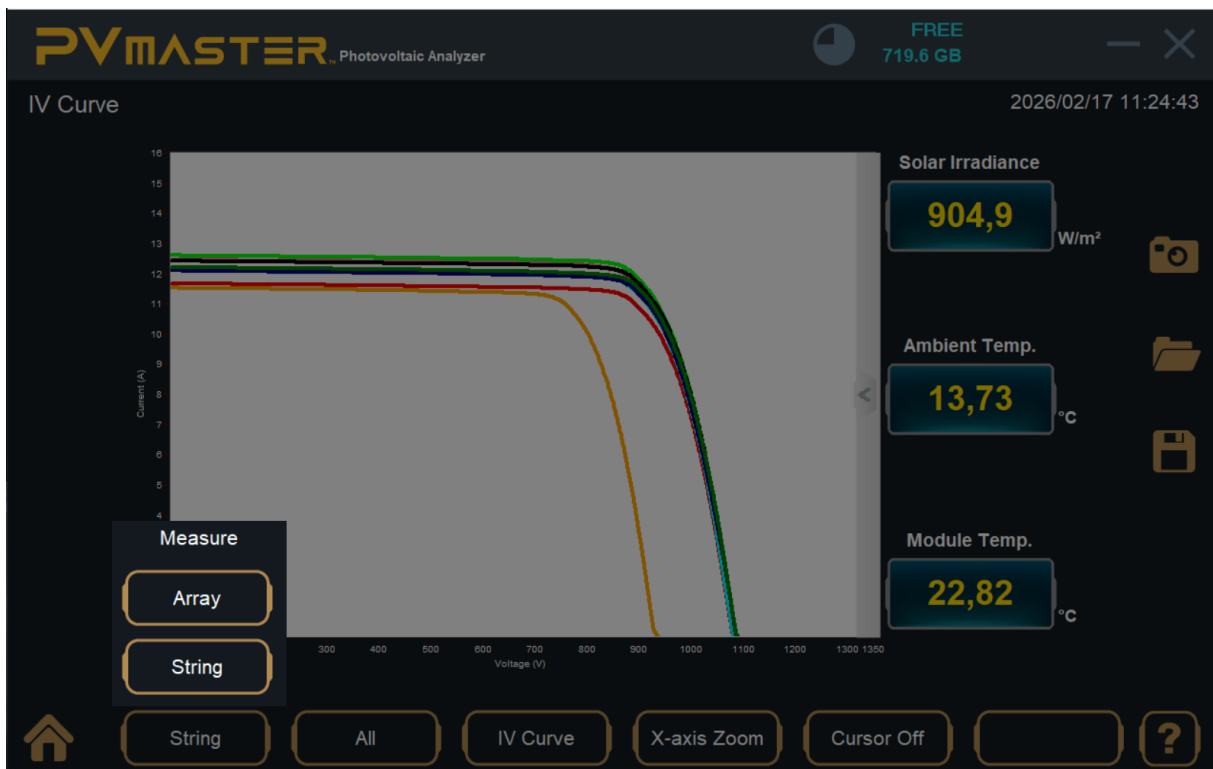 PVMASTER™ Photovoltaic Analyzer
FREE
719.6 GB
IV Curve
2026/02/17 11:24:43
16
15
14
13
12
11
10
9
8
7
6
5
4
Current (A)
300 400 500 600 700 800 900 1000 1100 1200 1300 1350
Voltage (V)
Solar Irradiance
904,9
W/m²
Ambient Temp.
13,73
°C
Module Temp.
22,82
°C
Measure
Array
String
String
All
IV Curve
X-axis Zoom
Cursor Off
?